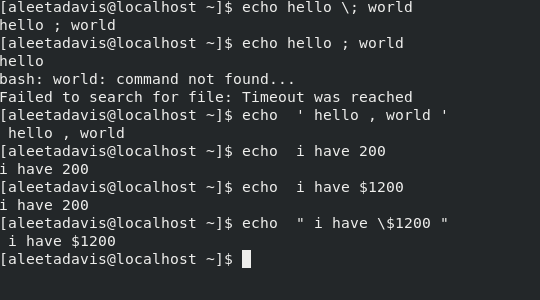 [aleetadavis@localhost ~]$ echo hello \; world
hello ; world
[aleetadavis@localhost ~]$ echo hello ; world
hello
bash: world: command not found...
Failed to search for file: Timeout was reached
[aleetadavis@localhost ~]$ echo  ' hello , world '
 hello , world
[aleetadavis@localhost ~]$ echo  i have 200
i have 200
[aleetadavis@localhost ~]$ echo  i have $1200
i have 200
[aleetadavis@localhost ~]$ echo  " i have \$1200 "
 i have $1200
[aleetadavis@localhost ~]$